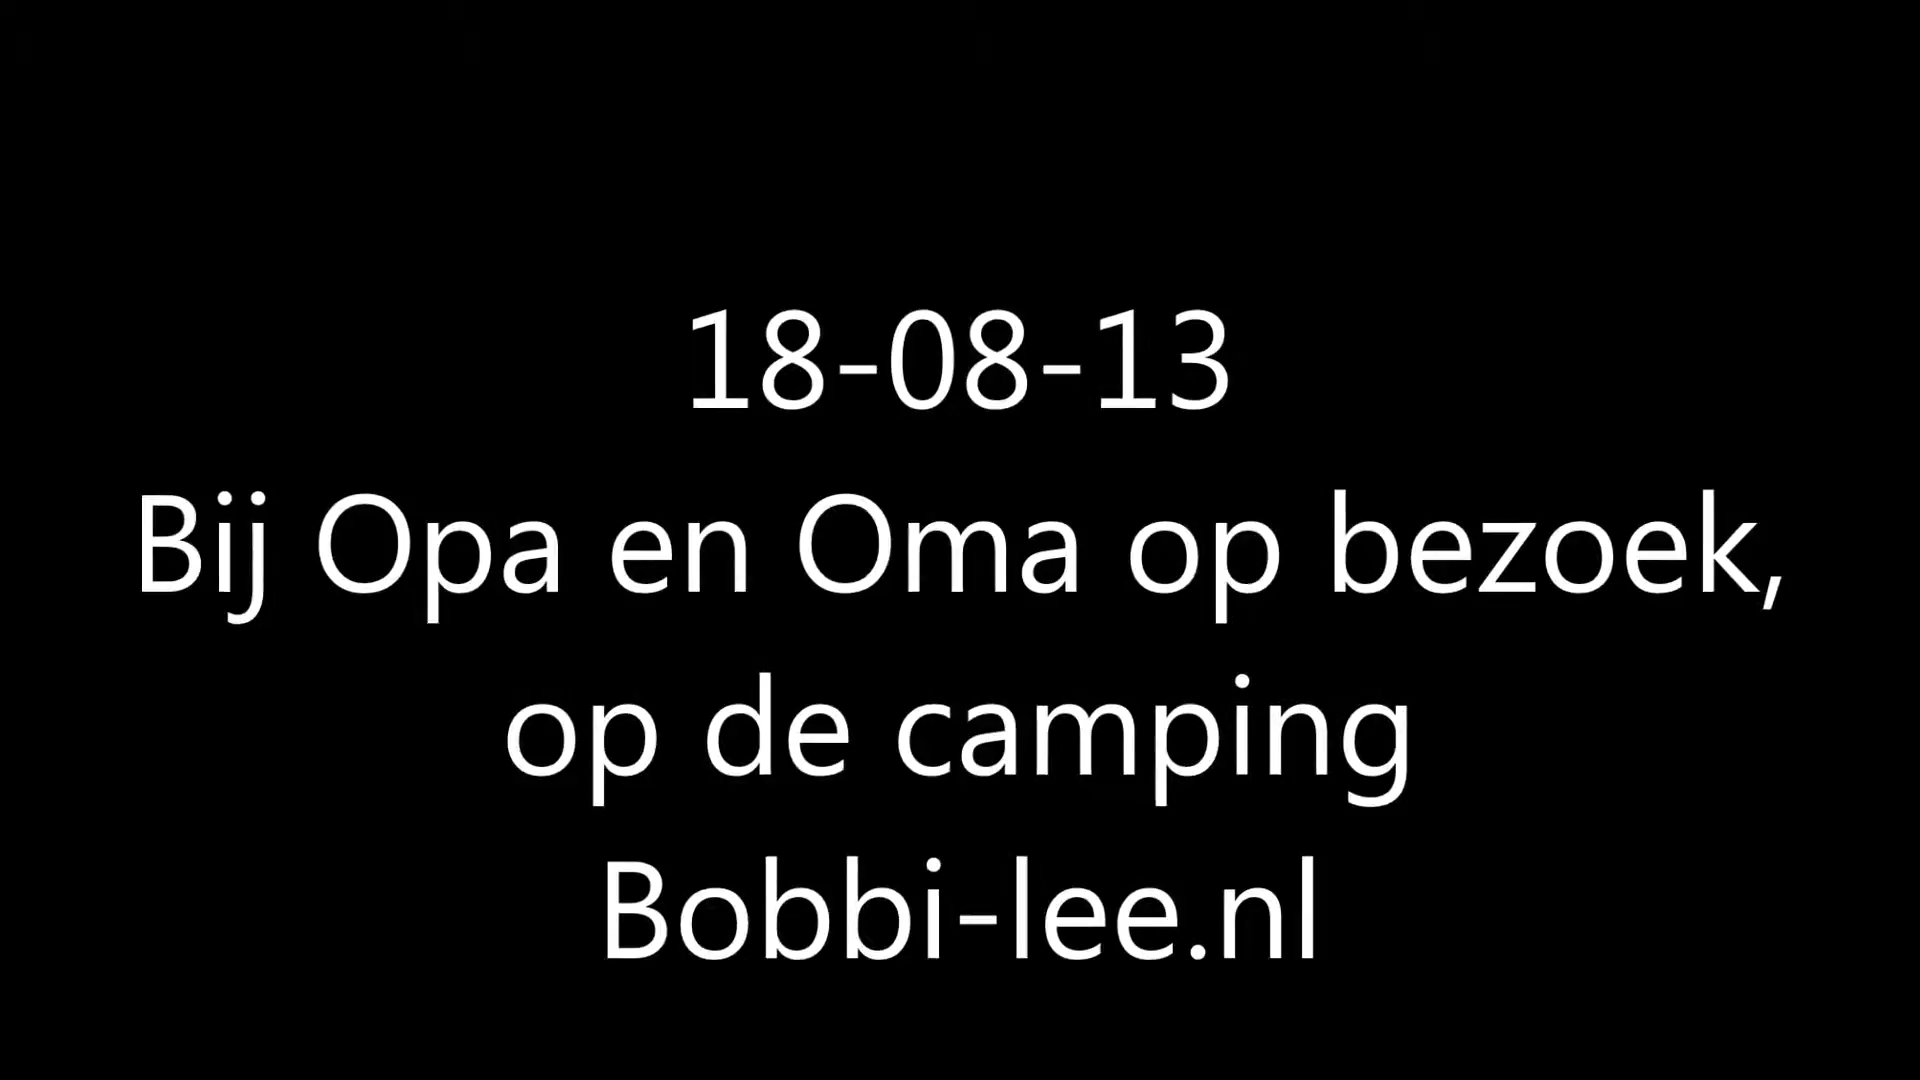 18-08-13
Bij Opa en Oma op bezoek,
op de camping
Bobbi-lee.nl